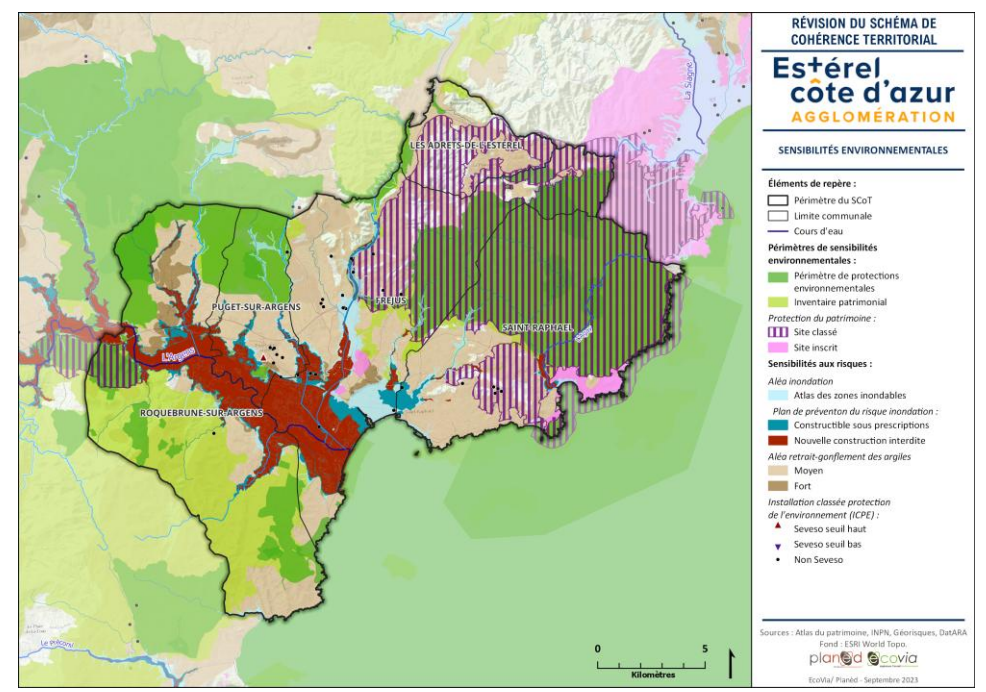 RÉVISION DU SCHÉMA DE
COHÉRENCE TERRITORIAL
Estérel
côte d'azur
AGGLOMÉRATION
SENSIBILITÉS ENVIRONNEMENTALES
Éléments de repère :
Périmètre du SCoT
Limite communale
Cours d'eau
Périmètres de sensibilités
environnementales :
Périmètre de protections
environnementales
Inventaire patrimonial
Protection du patrimoine :
Site classé
Site inscrit
Sensibilités aux risques :
Aléa inondation
Atlas des zones inondables
Plan de préventon du risque inondation :
Constructible sous prescriptions
Nouvelle construction interdite
Aléa retrait-gonflement des argiles
Moyen
Fort
Installation classée protection
de l'environnement (ICPE) :
Seveso seuil haut
Seveso seuil bas
Non Seveso
Sources : Atlas du patrimoine, INPN, Géorisques, DatARA
Fond : ESRI World Topo.
planed ecovia
EcoVia/ Planèd - Septembre 2023
La Siagne
LES ADRETS-DE-L'ESTÉREL
PUGET-SUR-ARGENS
FRÉJUS
SAINT-RAPHAËL
L'Argens
ROQUEBRUNE-SUR-ARGENS
0 5
Kilomètres